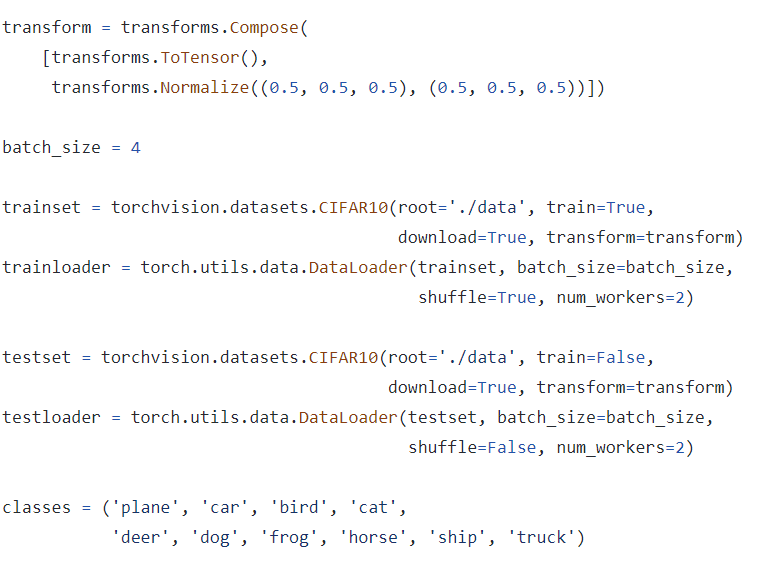 transform = transforms.Compose(
    [transforms.ToTensor(),
     transforms.Normalize((0.5, 0.5, 0.5), (0.5, 0.5, 0.5))])

batch_size = 4

trainset = torchvision.datasets.CIFAR10(root='./data', train=True,
                                        download=True, transform=transform)
trainloader = torch.utils.data.DataLoader(trainset, batch_size=batch_size,
                                          shuffle=True, num_workers=2)

testset = torchvision.datasets.CIFAR10(root='./data', train=False,
                                       download=True, transform=transform)
testloader = torch.utils.data.DataLoader(testset, batch_size=batch_size,
                                         shuffle=False, num_workers=2)

classes = ('plane', 'car', 'bird', 'cat',
           'deer', 'dog', 'frog', 'horse', 'ship', 'truck')